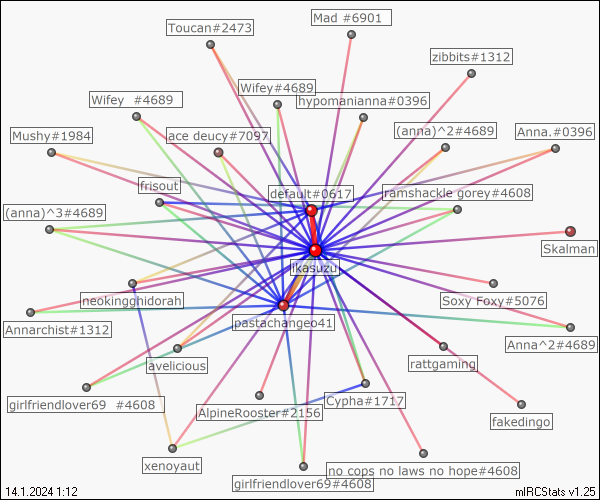 Mad #6901
Toucan#2473
zibbits#1312
Wifey#4689
Wifey  #4689
hypomanianna#0396
Mushy#1984
ace deucy#7097
(anna)^2#4689
Anna.#0396
frisout
default#0617
ramshackle gorey#4608
(anna)^3#4689
Skalman
ikasuzu
neokingghidorah
Soxy Foxy#5076
Annarchist#1312
pastachangeo41
Anna^2#4689
avelicious
rattgaming
girlfriendlover69  #4608
AlpineRooster#2156
Cypha#1717
fakedingo
xenoyaut
no cops no laws no hope#4608
girlfriendlover69#4608
14.1.2024 1:12
mIRCStats v1.25